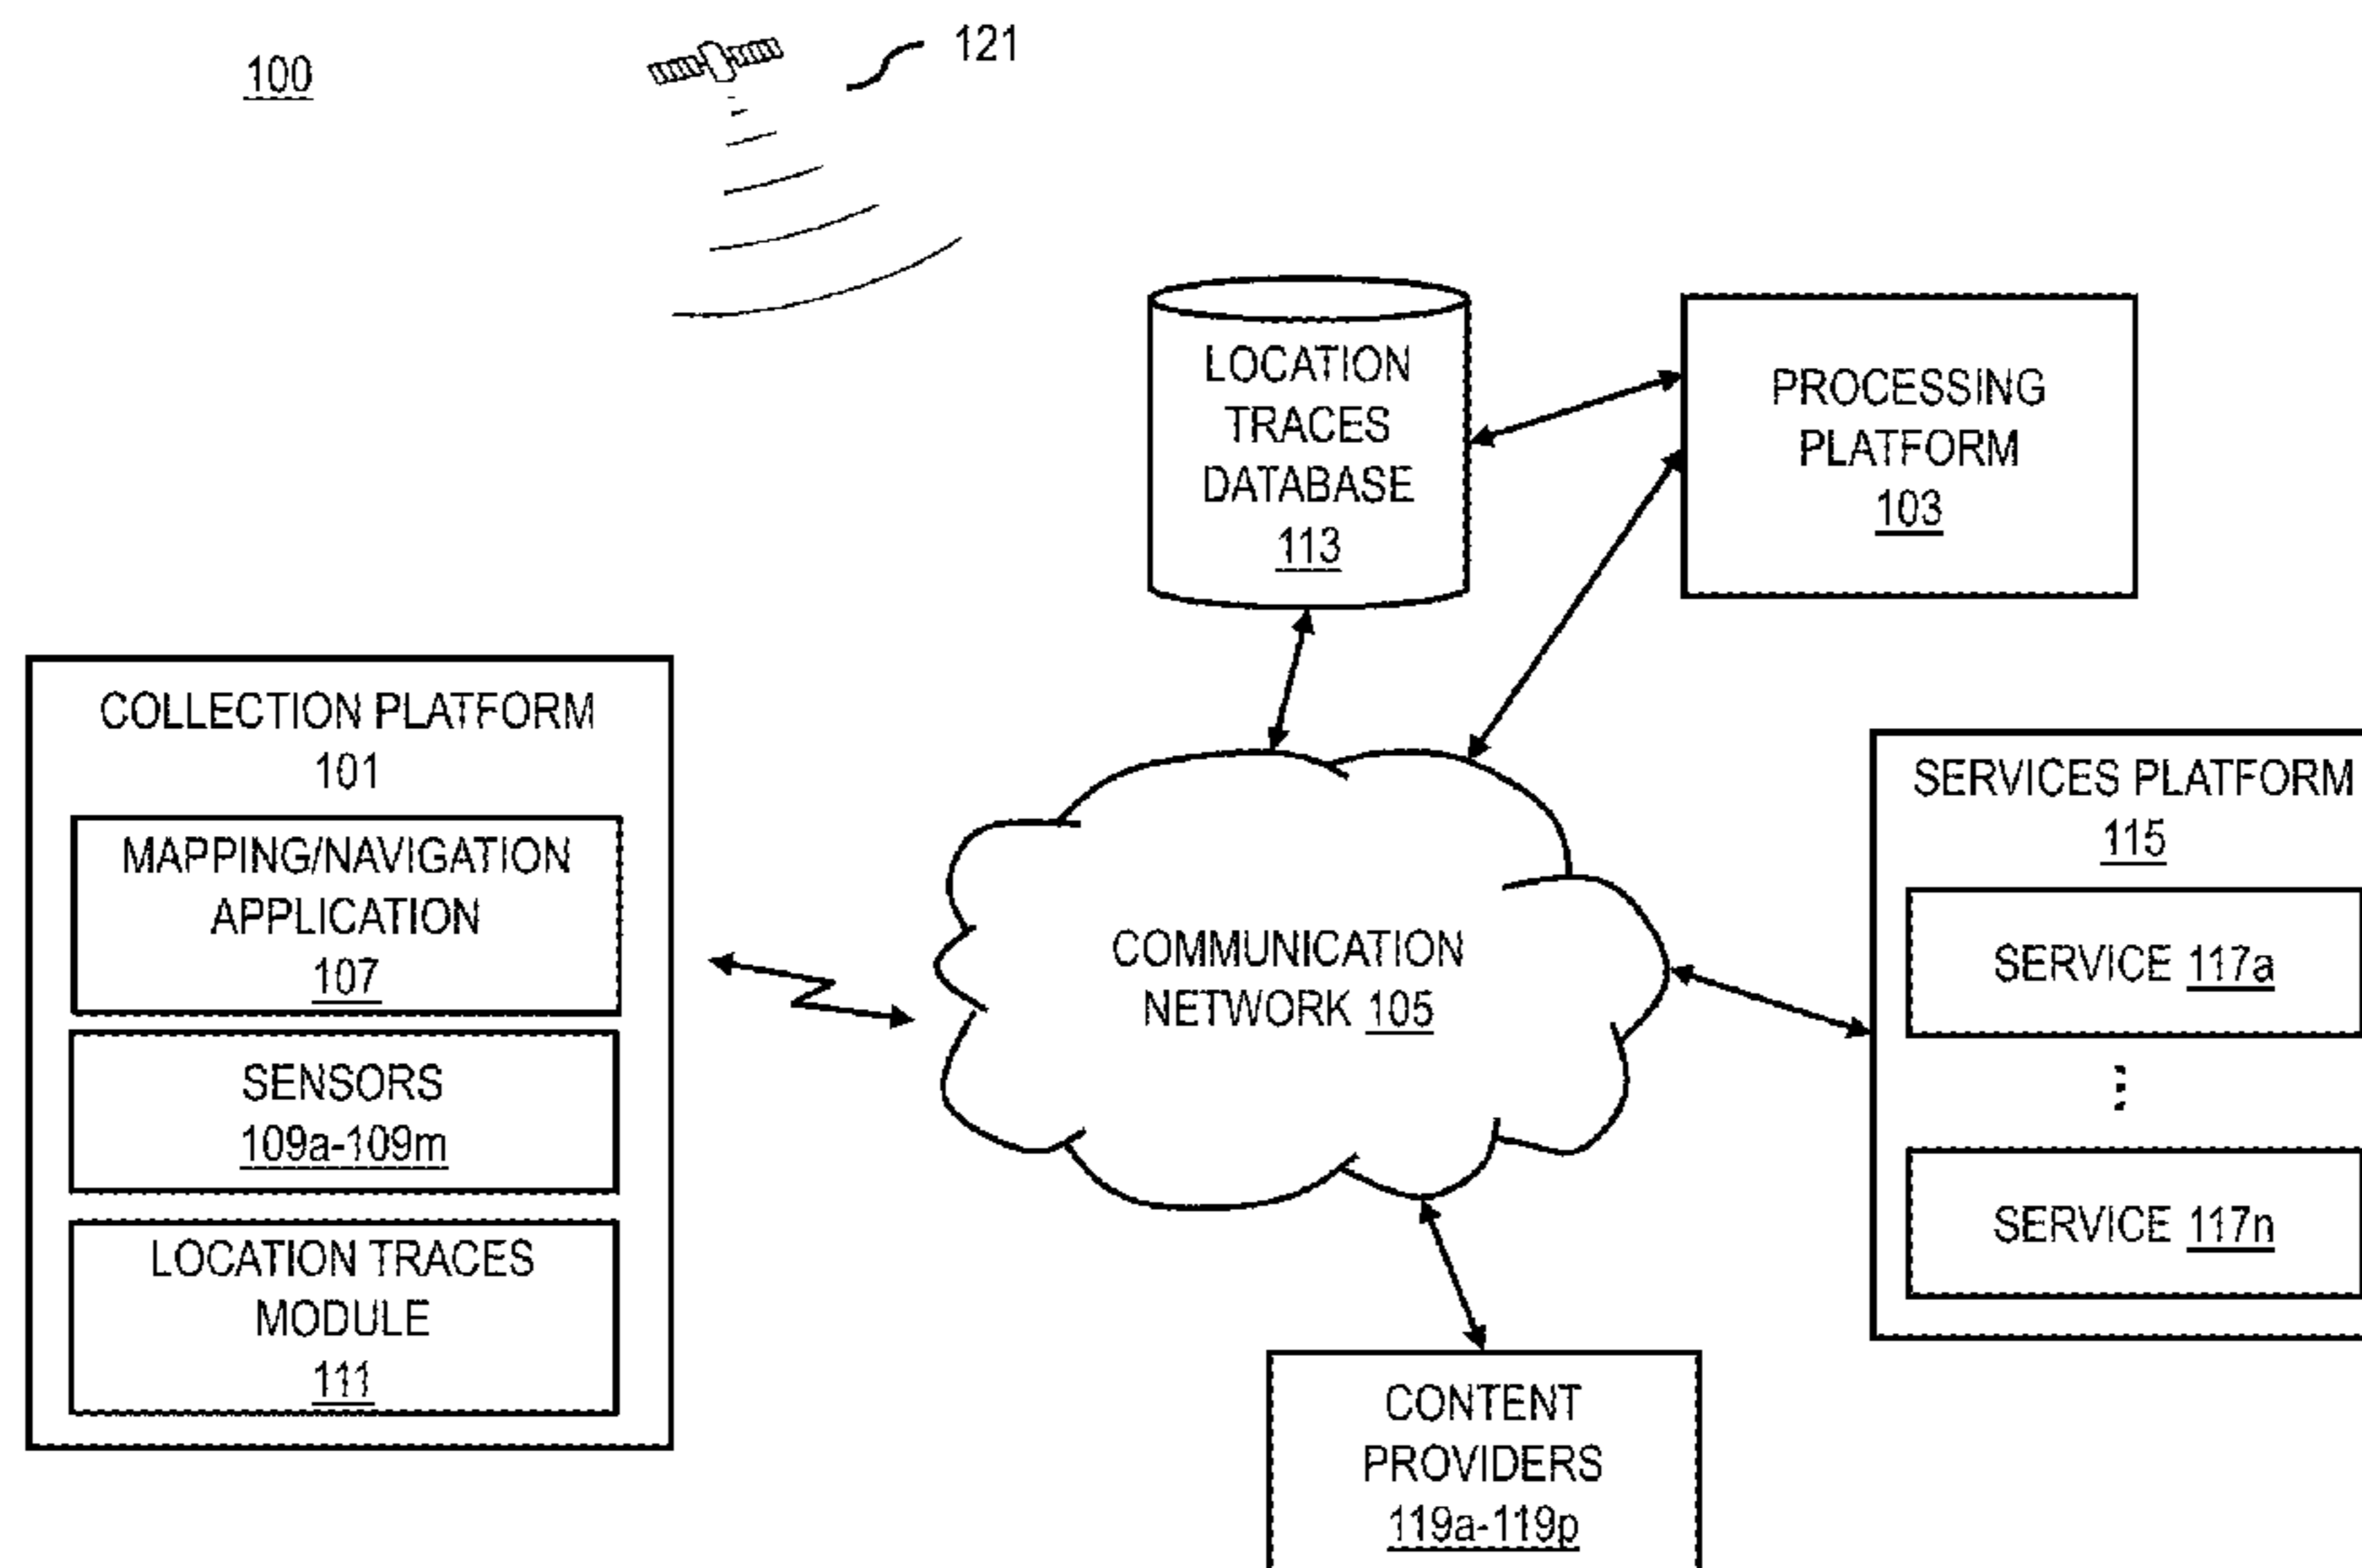 100
121
LOCATION
TRACES
DATABASE
113
PROCESSING
PLATFORM
103
COLLECTION PLATFORM
101
MAPPING/NAVIGATION
APPLICATION
107
SENSORS
109a-109m
LOCATION TRACES
MODULE
111
COMMUNICATION
NETWORK 105
SERVICES PLATFORM
115
SERVICE 117a
⋮
SERVICE 117n
CONTENT
PROVIDERS
119a-119p